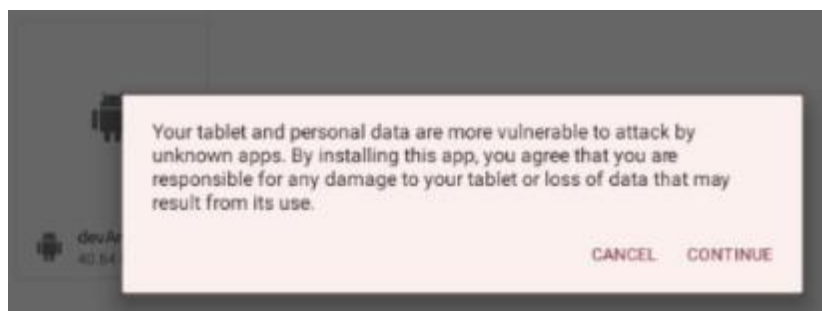 Your tablet and personal data are more vulnerable to attack by
unknown apps. By installing this app, you agree that you are
responsible for any damage to your tablet or loss of data that may
result from its use.
CANCEL CONTINUE